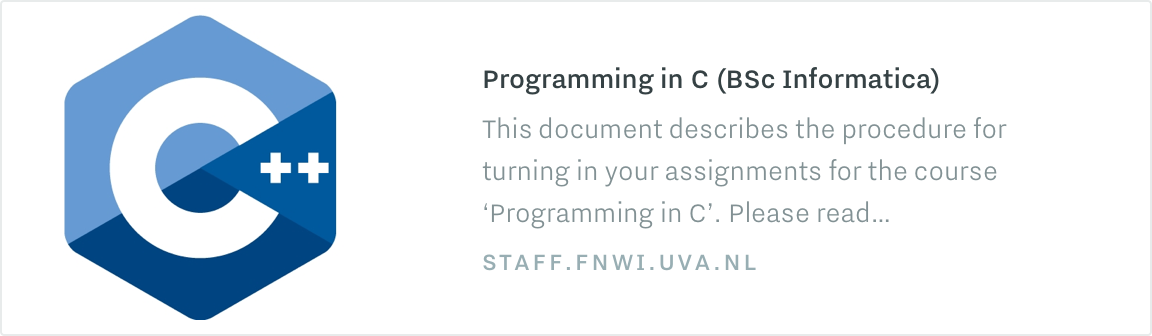 C++
Programming in C (BSc Informatica)
This document describes the procedure for
turning in your assignments for the course
‘Programming in C’. Please read...
STAFF.FNWI.UVA.NL